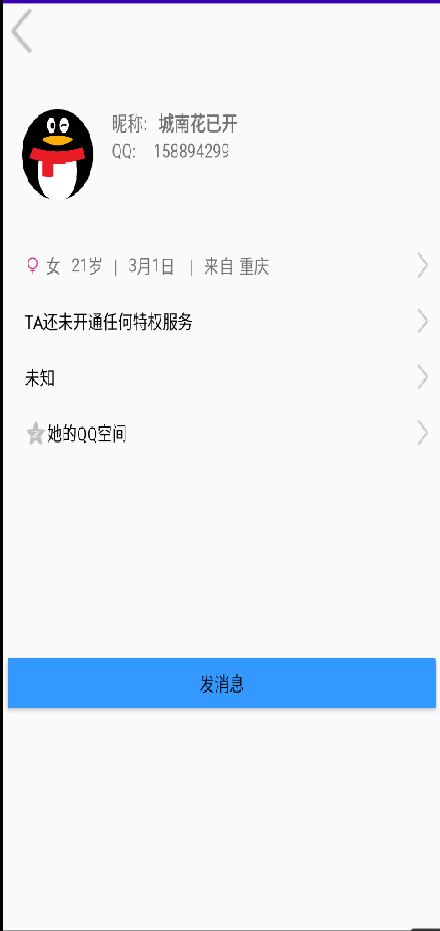 昵称: 城南花已开
QQ: 158894299
女 21岁 | 3月1日 | 来自 重庆
TA还未开通任何特权服务
未知
她的QQ空间
发消息